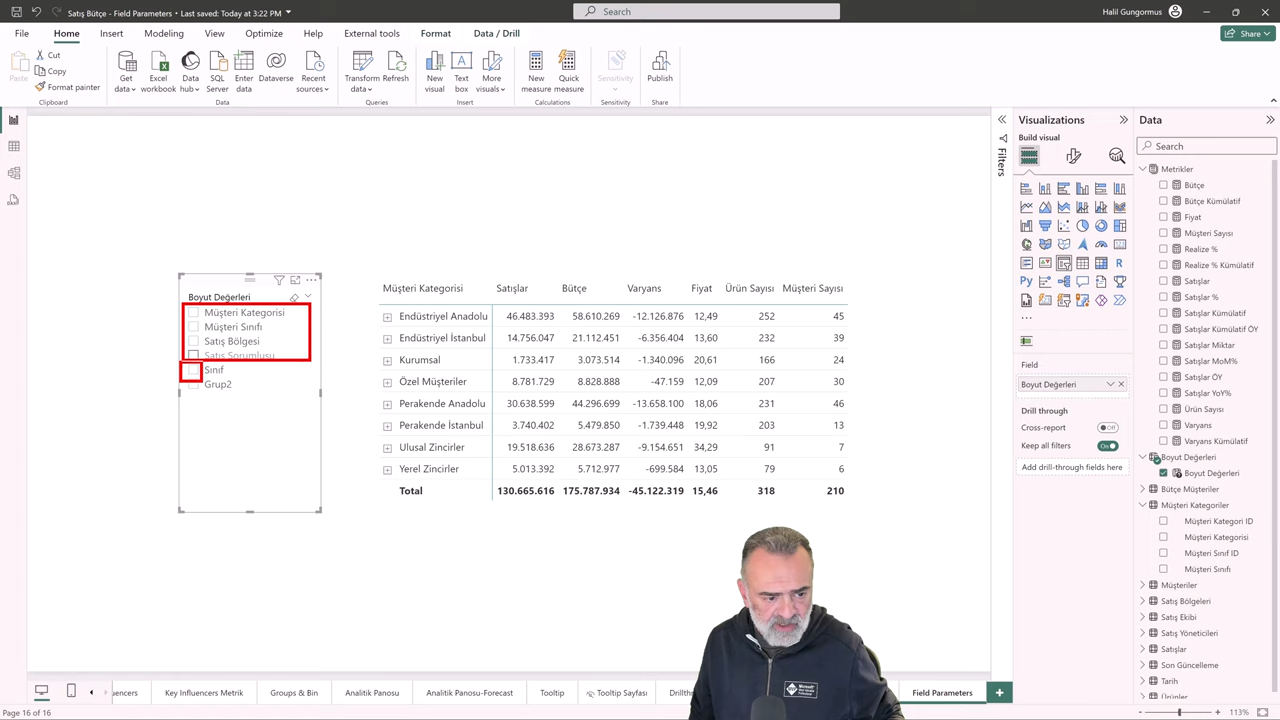 Satış Bütçe - Field Parameters • Last saved: Today at 3:22 PM
Search
Halil Gungormus
File Home Insert Modeling View Optimize Help External tools Format Data / Drill
Share
Paste
Cut
Copy
Format painter
Clipboard
Get data
Excel workbook
Data hub
SQL Server
Enter data
Dataverse
Recent sources
Data
Transform data
Refresh
Queries
New visual
Text box
More visuals
Insert
New measure
Quick measure
Calculations
Sensitivity
Sensitivity
Publish
Share
Boyut Değerleri
Müşteri Kategorisi
Müşteri Sınıfı
Satış Bölgesi
Satış Sorumlusu
Sınıf
Grup2
Müşteri Kategorisi Satışlar Bütçe Varyans Fiyat Ürün Sayısı Müşteri Sayısı
Endüstriyel Anadolu 46.483.393 58.610.269 -12.126.876 12,49 252 45
Endüstriyel İstanbul 14.756.047 21.112.451 -6.356.404 13,60 232 39
Kurumsal 1.733.417 3.073.514 -1.340.096 20,61 166 24
Özel Müşteriler 8.781.729 8.828.888 -47.159 12,09 207 30
Perakende Anadolu 30.638.599 44.296.699 -13.658.100 18,06 231 46
Perakende İstanbul 3.740.402 5.479.850 -1.739.448 19,92 203 13
Ulusal Zincirler 19.518.636 28.673.287 -9.154.651 34,29 91 7
Yerel Zincirler 5.013.392 5.712.977 -699.584 13,05 79 6
Total 130.665.616 175.787.934 -45.122.319 15,46 318 210
Filters
Visualizations
Build visual
Field
Boyut Değerleri
Drill through
Cross-report
Off
Keep all filters
On
Add drill-through fields here
Data
Search
Metrikler
Bütçe
Bütçe Kümülatif
Fiyat
Müşteri Sayısı
Realize %
Realize % Kümülatif
Satışlar
Satışlar %
Satışlar Kümülatif
Satışlar Kümülatif ÖY
Satışlar Miktar
Satışlar MoM%
Satışlar ÖY
Satışlar YoY%
Ürün Sayısı
Varyans
Varyans Kümülatif
Boyut Değerleri
Boyut Değerleri
Bütçe Müşteriler
Müşteri Kategoriler
Müşteri Kategori ID
Müşteri Kategorisi
Müşteri Sınıf ID
Müşteri Sınıfı
Müşteriler
Satış Bölgeleri
Satış Ekibi
Satış Yöneticileri
Satışlar
Son Güncelleme
Tarih
Ürünler
uencers Key Influencers Metrik Groups & Bin Analitik Panosu Analitik Panosu-Forecast Tooltip Tooltip Sayfası Drillth Field Parameters
Page 16 of 16
113%